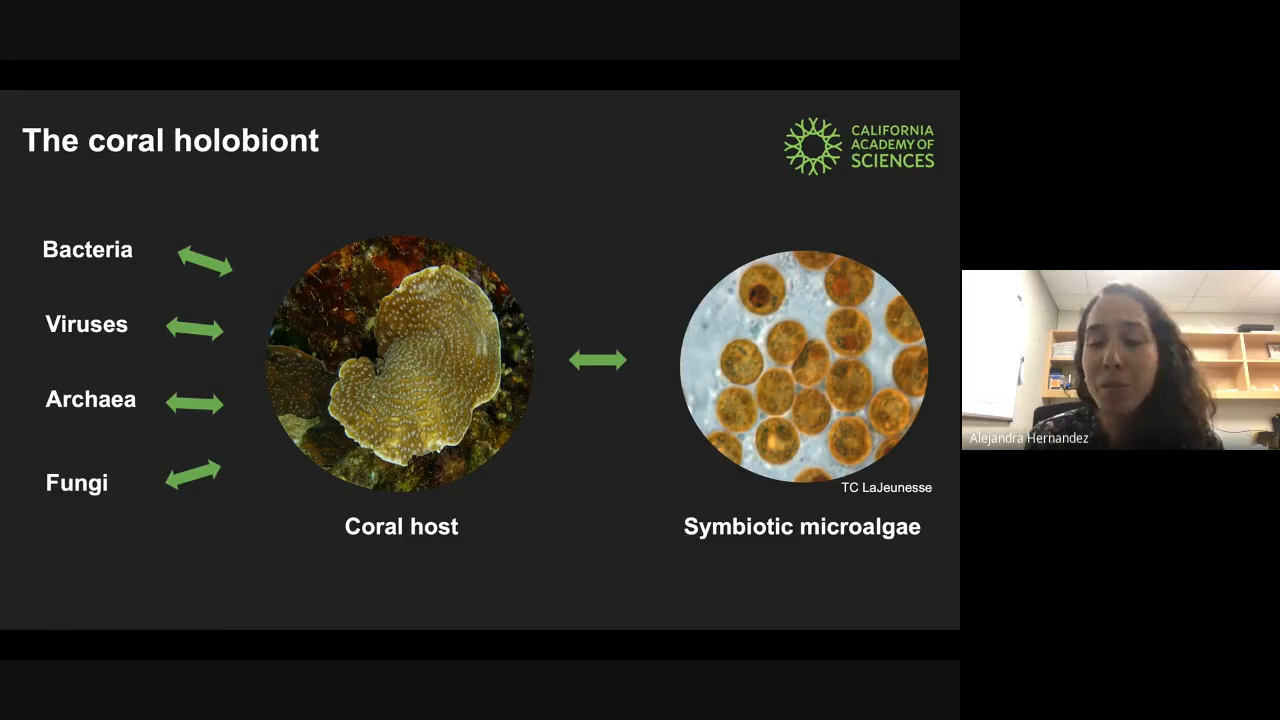 The coral holobiont
CALIFORNIA
ACADEMY OF
SCIENCES
Bacteria
Viruses
Archaea
Fungi
TC LaJeunesse
Coral host
Symbiotic microalgae
Alejandra Hernandez